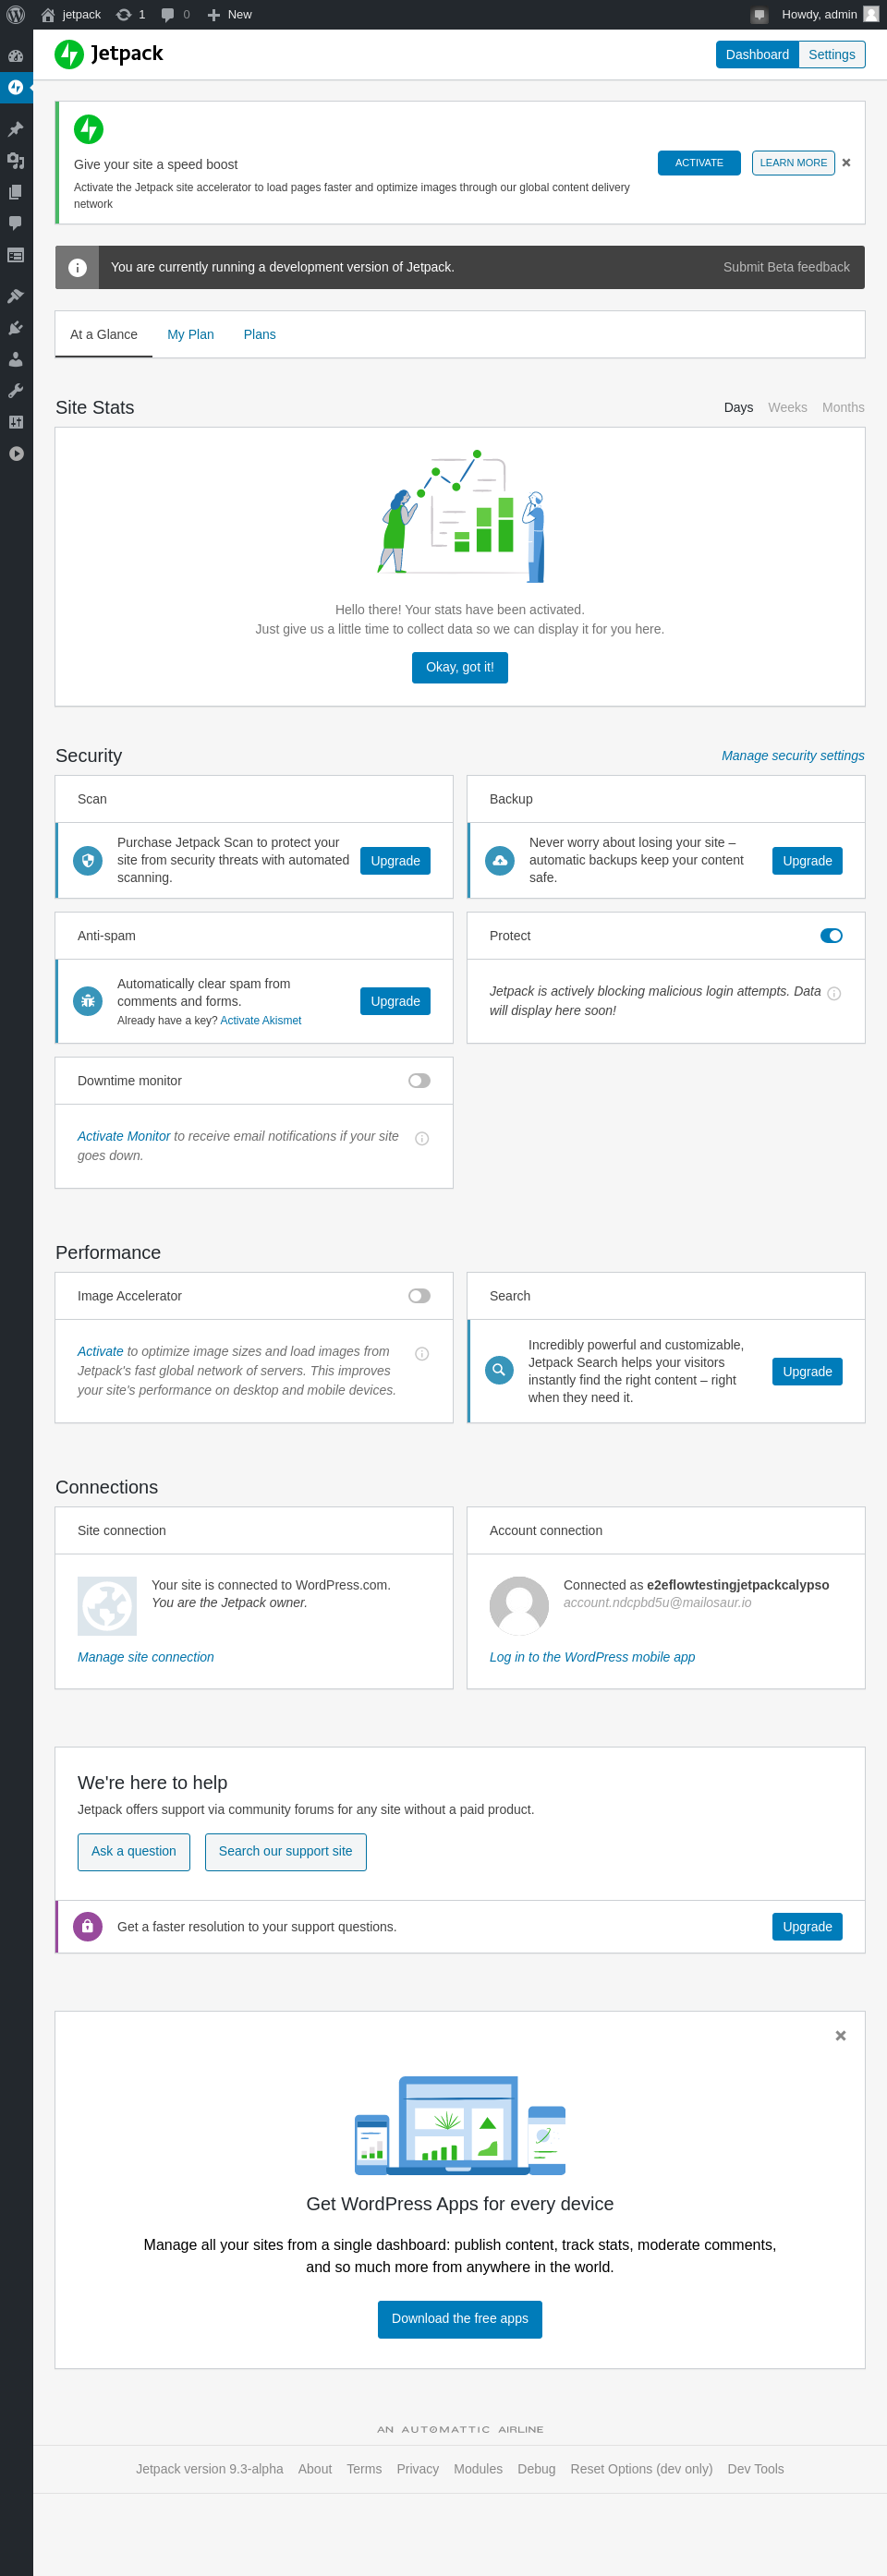 jetpack 1 0 New Howdy, admin
Jetpack Dashboard Settings
Give your site a speed boost
Activate the Jetpack site accelerator to load pages faster and optimize images through our global content delivery
network
ACTIVATE LEARN MORE
You are currently running a development version of Jetpack. Submit Beta feedback
At a Glance My Plan Plans
Site Stats Days Weeks Months
Hello there! Your stats have been activated.
Just give us a little time to collect data so we can display it for you here.
Okay, got it!
Security Manage security settings
Scan
Purchase Jetpack Scan to protect your
site from security threats with automated
scanning.
Upgrade
Backup
Never worry about losing your site –
automatic backups keep your content
safe.
Upgrade
Anti-spam
Automatically clear spam from
comments and forms.
Already have a key? Activate Akismet
Upgrade
Protect
Jetpack is actively blocking malicious login attempts. Data
will display here soon!
Downtime monitor
Activate Monitor to receive email notifications if your site
goes down.
Performance
Image Accelerator
Activate to optimize image sizes and load images from
Jetpack's fast global network of servers. This improves
your site's performance on desktop and mobile devices.
Search
Incredibly powerful and customizable,
Jetpack Search helps your visitors
instantly find the right content – right
when they need it.
Upgrade
Connections
Site connection
Your site is connected to WordPress.com.
You are the Jetpack owner.
Manage site connection
Account connection
Connected as e2eflowtestingjetpackcalypso
account.ndcpbd5u@mailosaur.io
Log in to the WordPress mobile app
We're here to help
Jetpack offers support via community forums for any site without a paid product.
Ask a question Search our support site
Get a faster resolution to your support questions. Upgrade
Get WordPress Apps for every device
Manage all your sites from a single dashboard: publish content, track stats, moderate comments,
and so much more from anywhere in the world.
Download the free apps
AN AUTOMATTIC AIRLINE
Jetpack version 9.3-alpha About Terms Privacy Modules Debug Reset Options (dev only) Dev Tools